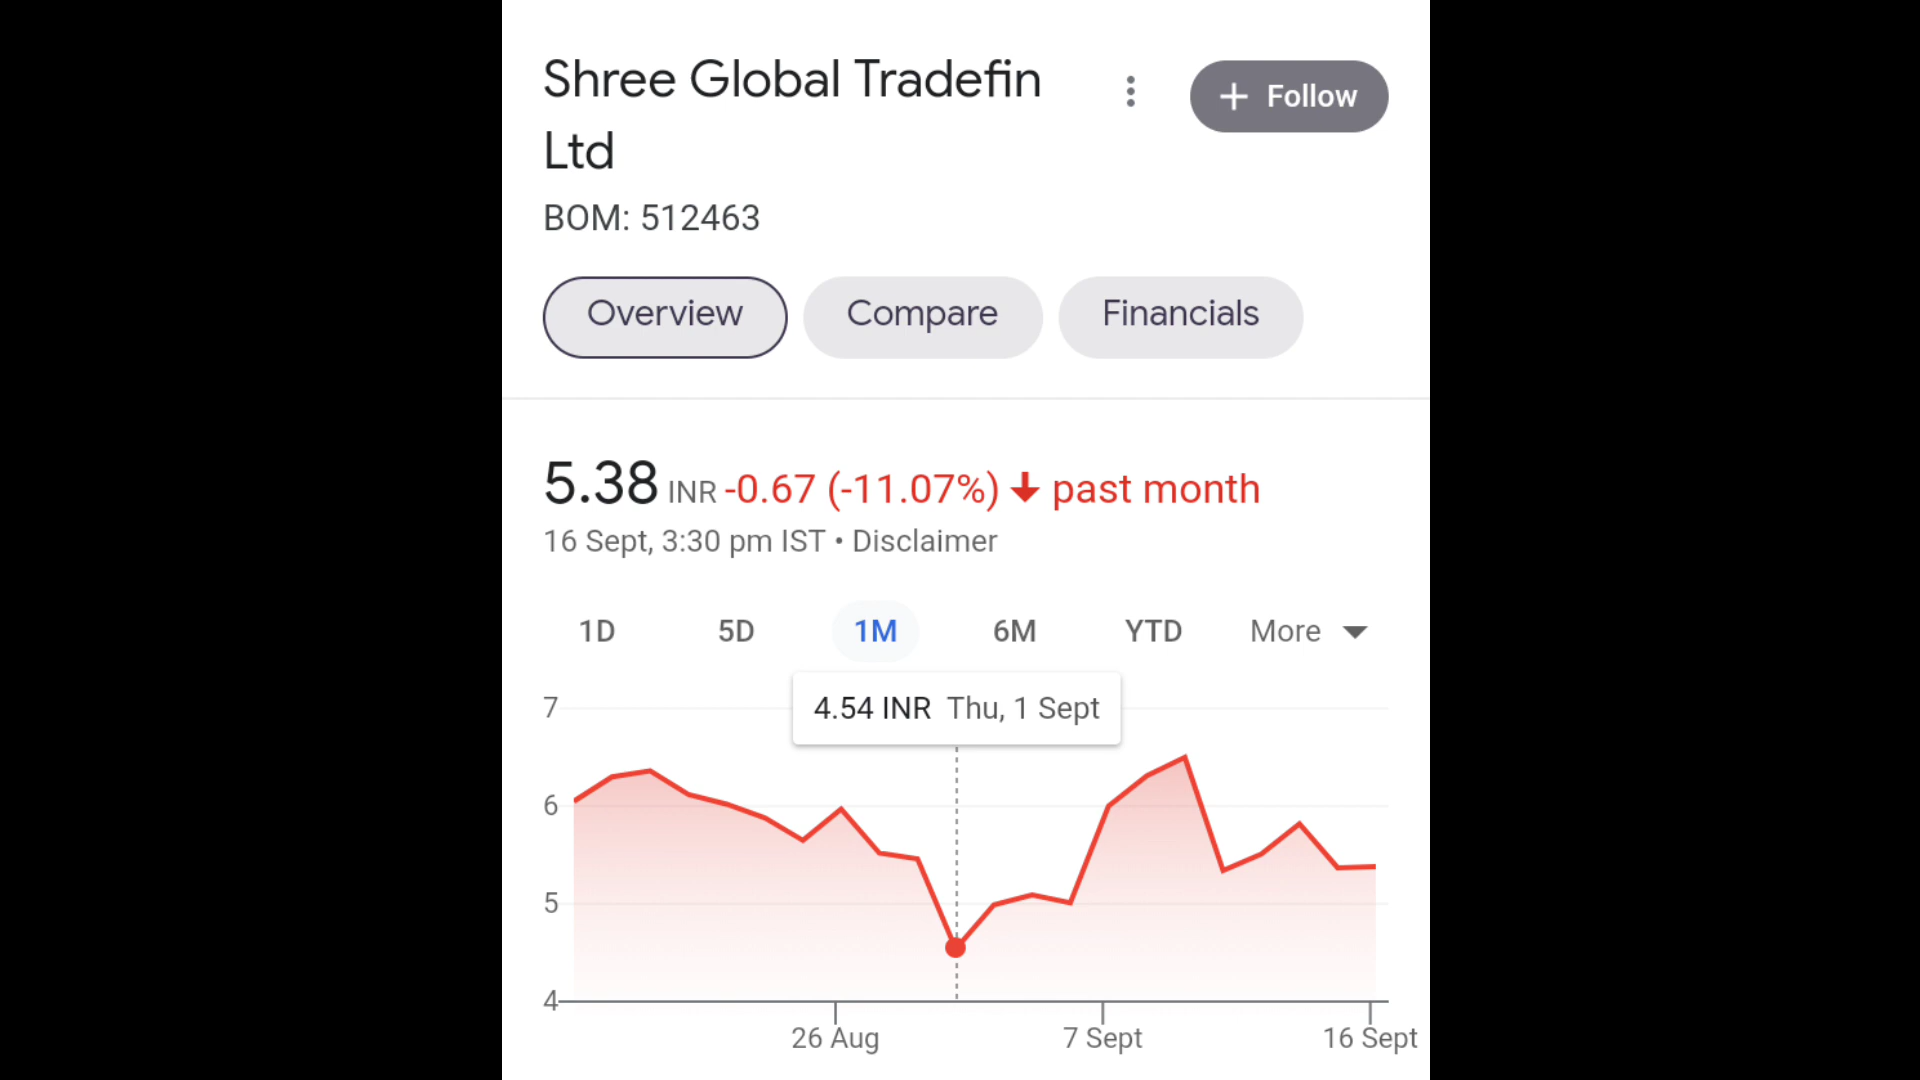 Shree Global Tradefin
Ltd
+ Follow
BOM: 512463
Overview Compare Financials
5.38 INR -0.67 (-11.07%) ↓ past month
16 Sept, 3:30 pm IST • Disclaimer
1D 5D 1M 6M YTD More
4.54 INR Thu, 1 Sept
7
6
5
4
26 Aug 7 Sept 16 Sept